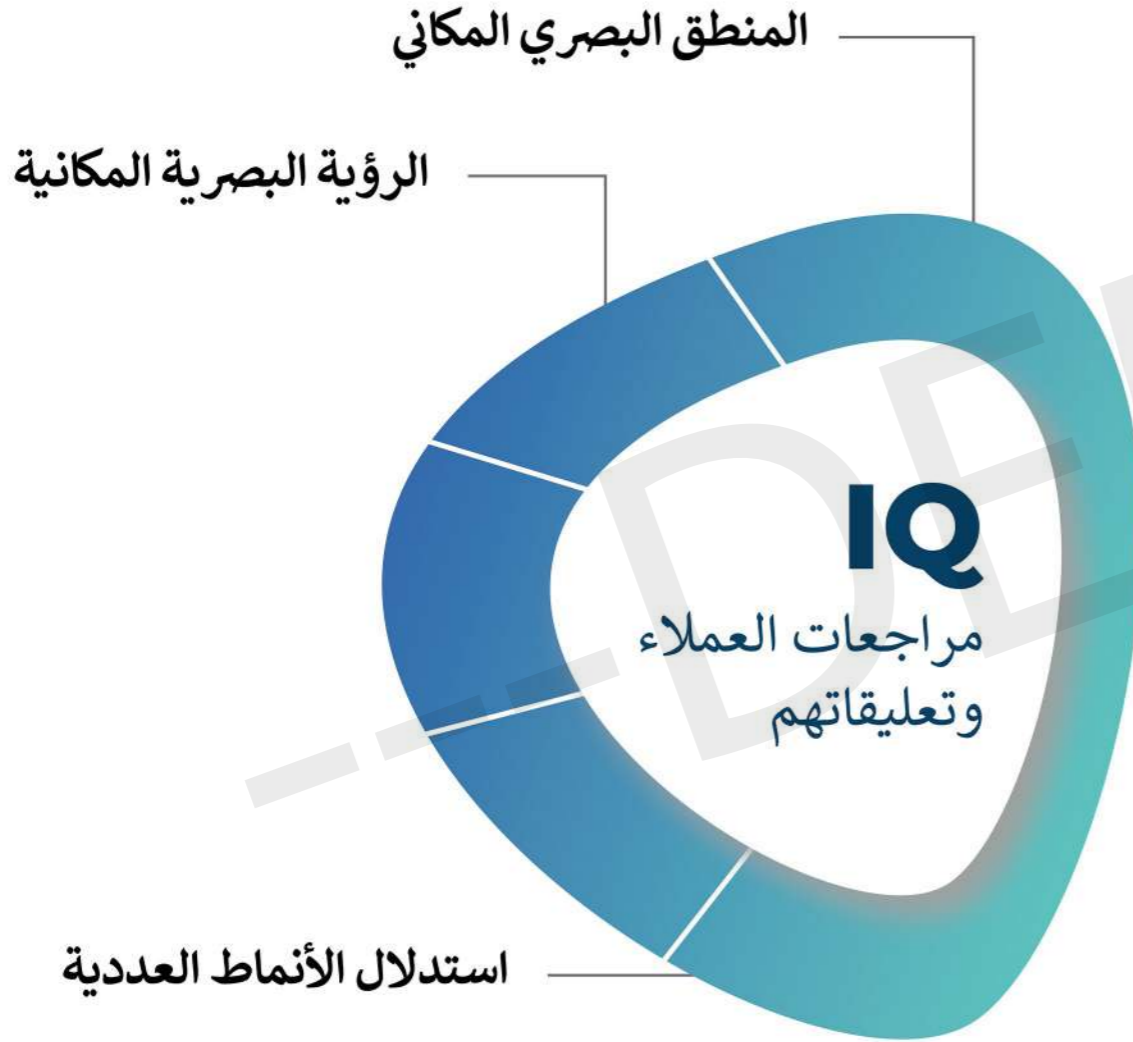 المنطق البصري المكاني
الرؤية البصرية المكانية
IQ
مراجعات العملاء
وتعليقاتهم
استدلال الأنماط العددية